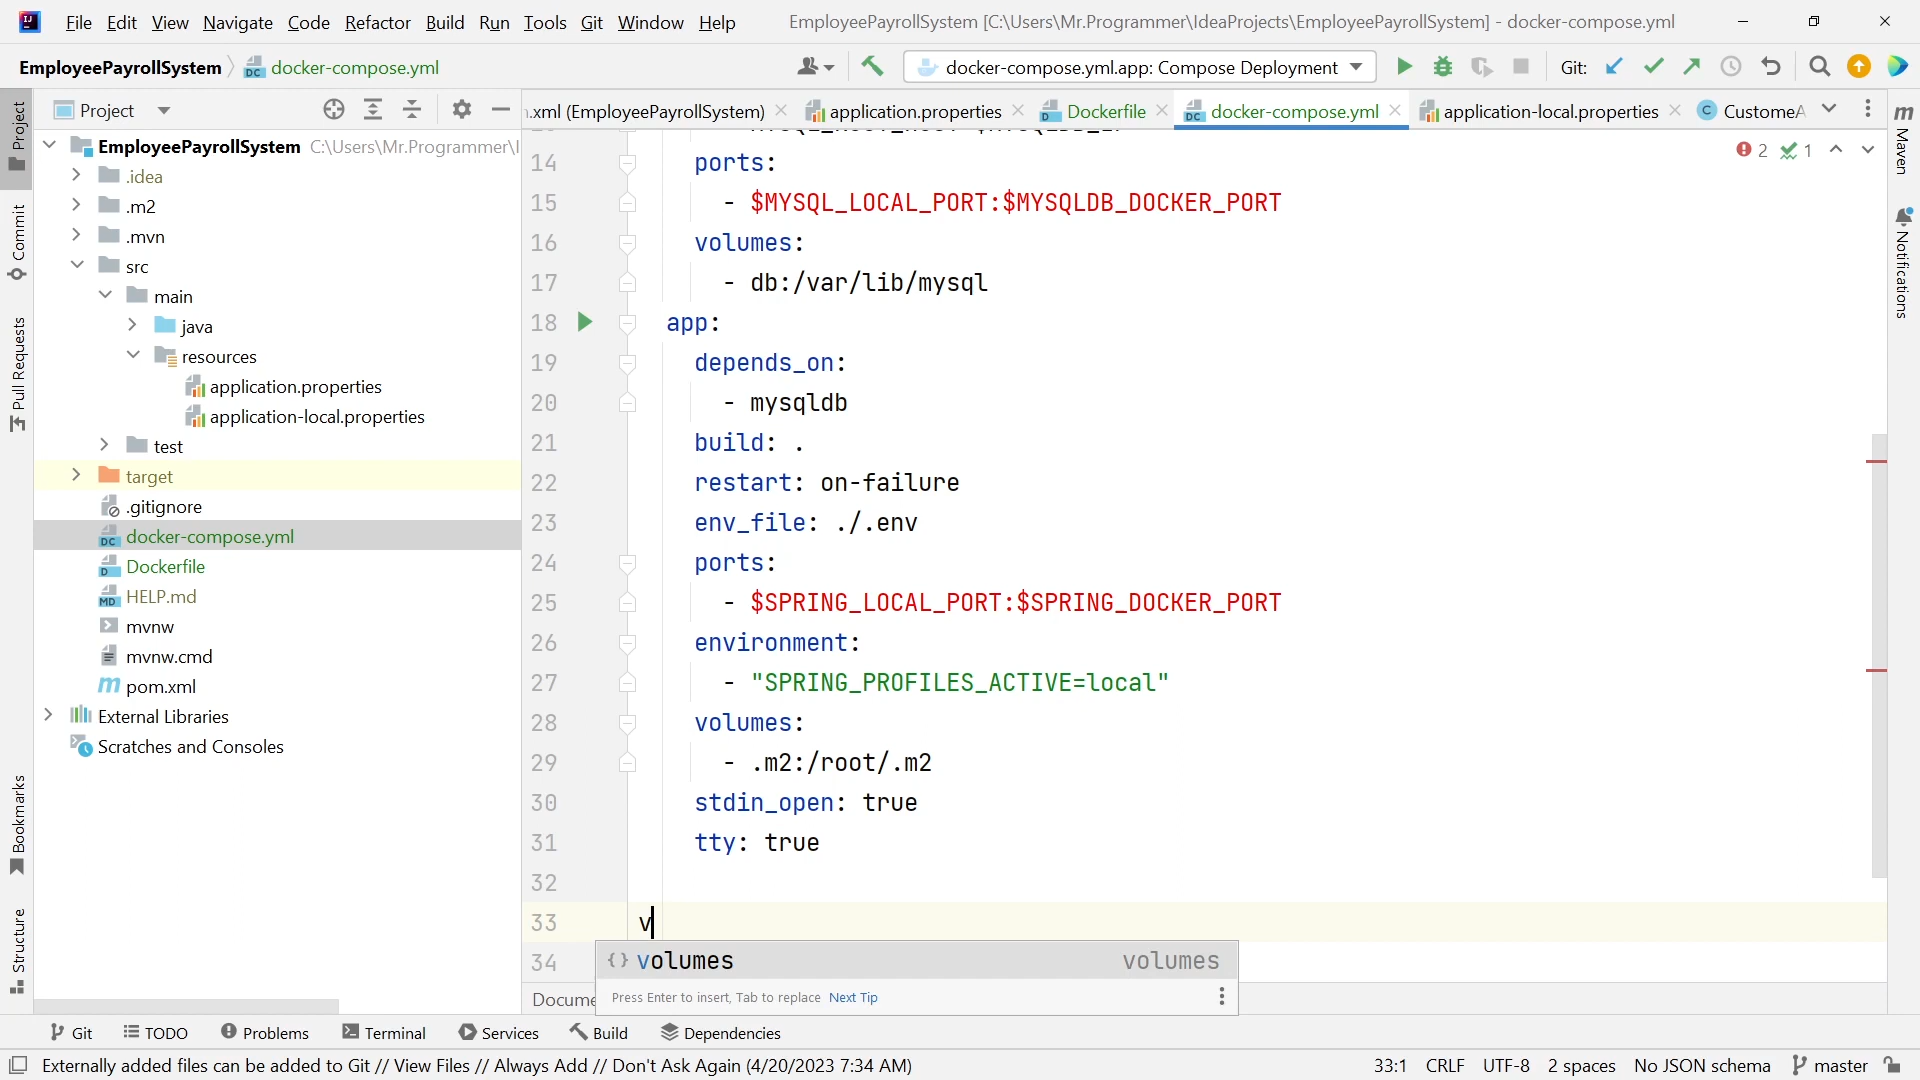 File Edit View Navigate Code Refactor Build Run Tools Git Window Help EmployeePayrollSystem [C:\Users\Mr.Programmer\IdeaProjects\EmployeePayrollSystem] - docker-compose.yml
EmployeePayrollSystem docker-compose.yml docker-compose.yml.app: Compose Deployment Git:
Project .xml (EmployeePayrollSystem) application.properties Dockerfile docker-compose.yml application-local.properties CustomeA
EmployeePayrollSystem C:\Users\Mr.Programmer\I
.idea
.m2
.mvn
src
main
java
resources
application.properties
application-local.properties
test
target
.gitignore
docker-compose.yml
Dockerfile
HELP.md
mvnw
mvnw.cmd
pom.xml
External Libraries
Scratches and Consoles
Project
Commit
Pull Requests
Bookmarks
Structure
14 ports:
15 - $MYSQL_LOCAL_PORT:$MYSQLDB_DOCKER_PORT
16 volumes:
17 - db:/var/lib/mysql
18 app:
19 depends_on:
20 - mysqldb
21 build: .
22 restart: on-failure
23 env_file: ./.env
24 ports:
25 - $SPRING_LOCAL_PORT:$SPRING_DOCKER_PORT
26 environment:
27 - "SPRING_PROFILES_ACTIVE=local"
28 volumes:
29 - .m2:/root/.m2
30 stdin_open: true
31 tty: true
32
33 v
34
volumes volumes
Press Enter to insert, Tab to replace Next Tip
Docume
2 1
Maven
Notifications
Git TODO Problems Terminal Services Build Dependencies
Externally added files can be added to Git // View Files // Always Add // Don't Ask Again (4/20/2023 7:34 AM) 33:1 CRLF UTF-8 2 spaces No JSON schema master